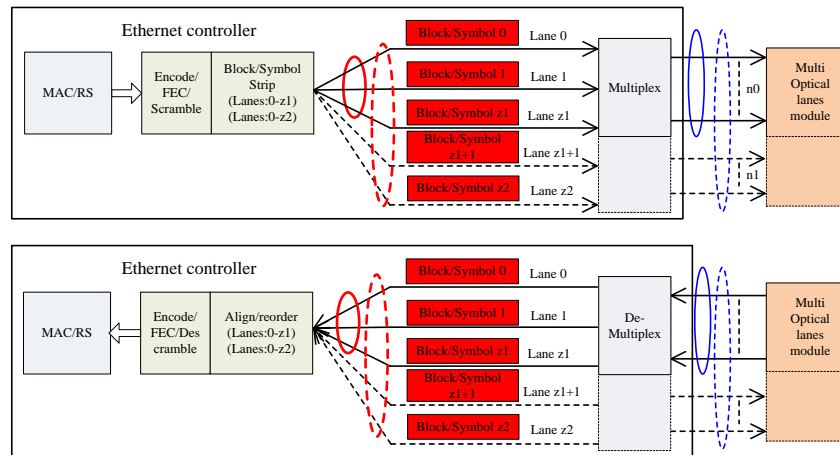 Ethernet controller
MAC/RS
Encode/
FEC/
Scramble
Block/Symbol
Strip
(Lanes:0-z1)
(Lanes:0-z2)
Block/Symbol 0
Lane 0
Block/Symbol 1
Lane 1
Block/Symbol z1
Lane z1
Block/Symbol
z1+1
Lane z1+1
Block/Symbol z2
Lane z2
Multiplex
n0
n1
Multi
Optical
lanes
module
Ethernet controller
MAC/RS
Encode/
FEC/Des
cramble
Align/reorder
(Lanes:0-z1)
(Lanes:0-z2)
Block/Symbol 0
Lane 0
Block/Symbol 1
Lane 1
Block/Symbol z1
Lane z1
Block/Symbol
z1+1
Lane z1+1
Block/Symbol z2
Lane z2
De-
Multiplex
Multi
Optical
lanes
module